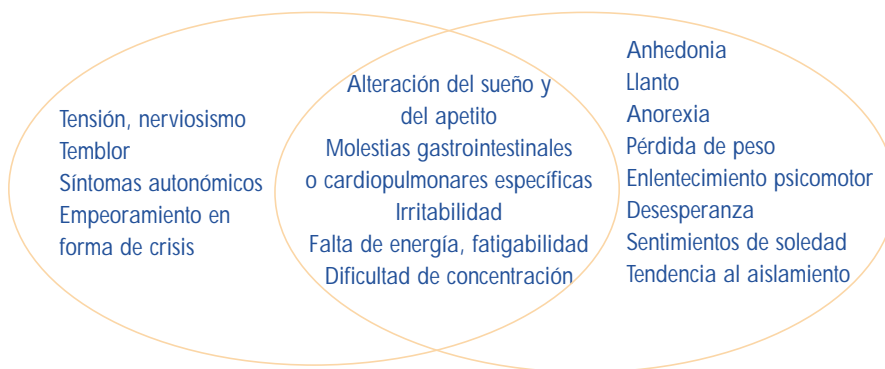 Tensión, nerviosismo
Temblor
Síntomas autonómicos
Empeoramiento en
forma de crisis
Alteración del sueño y
del apetito
Molestias gastrointestinales
o cardiopulmonares específicas
Irritabilidad
Falta de energía, fatigabilidad
Dificultad de concentración
Anhedonia
Llanto
Anorexia
Pérdida de peso
Enlentecimiento psicomotor
Desesperanza
Sentimientos de soledad
Tendencia al aislamiento